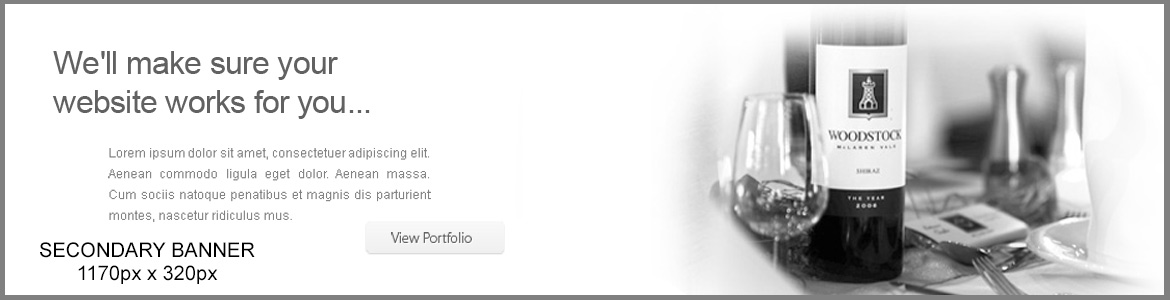 We'll make sure your
website works for you...
Lorem ipsum dolor sit amet, consectetuer adipiscing elit.
Aenean commodo ligula eget dolor. Aenean massa.
Cum sociis natoque penatibus et magnis dis parturient
montes, nascetur ridiculus mus.
View Portfolio
SECONDARY BANNER
1170px x 320px
WOODSTOCK
McLAREN VALE
SHIRAZ
THE YEAR
2006